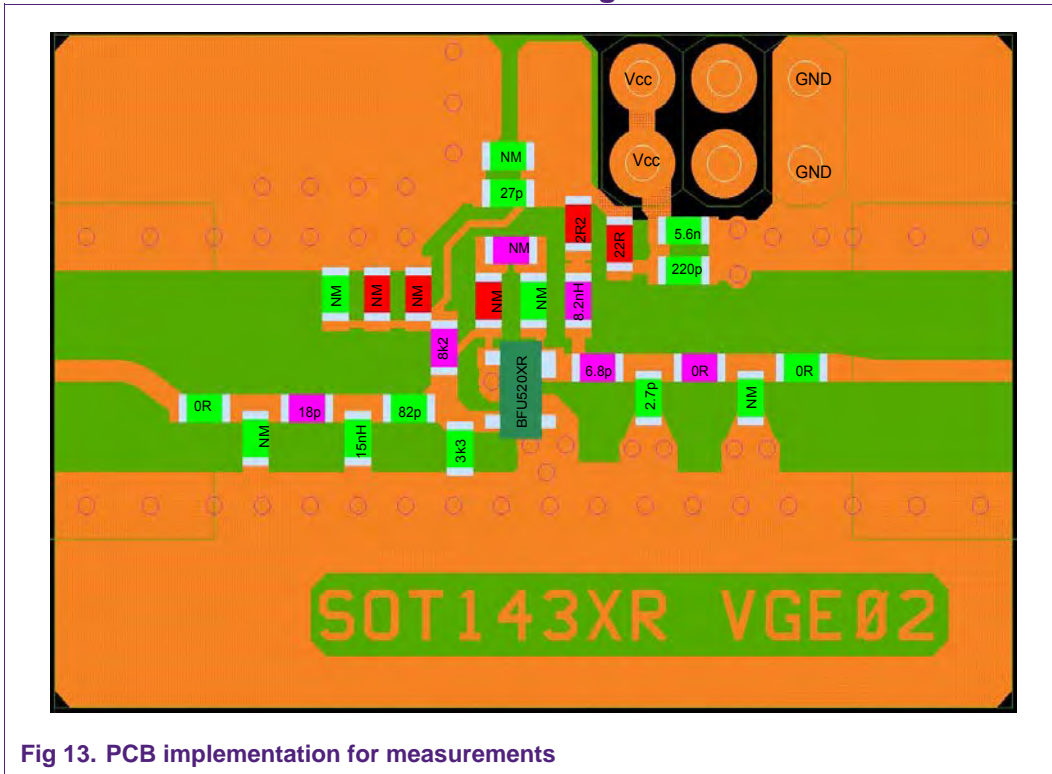 Vcc
GND
Vcc
GND
NM
27p
2R2
22R
5.6n
NM
220p
NM
NM
NM
NM
NM
8.2nH
8k2
BFU520XR
6.8p
0R
0R
0R
18p
82p
2.7p
NM
NM
15nH
3k3
SOT143XR VGE02
Fig 13. PCB implementation for measurements